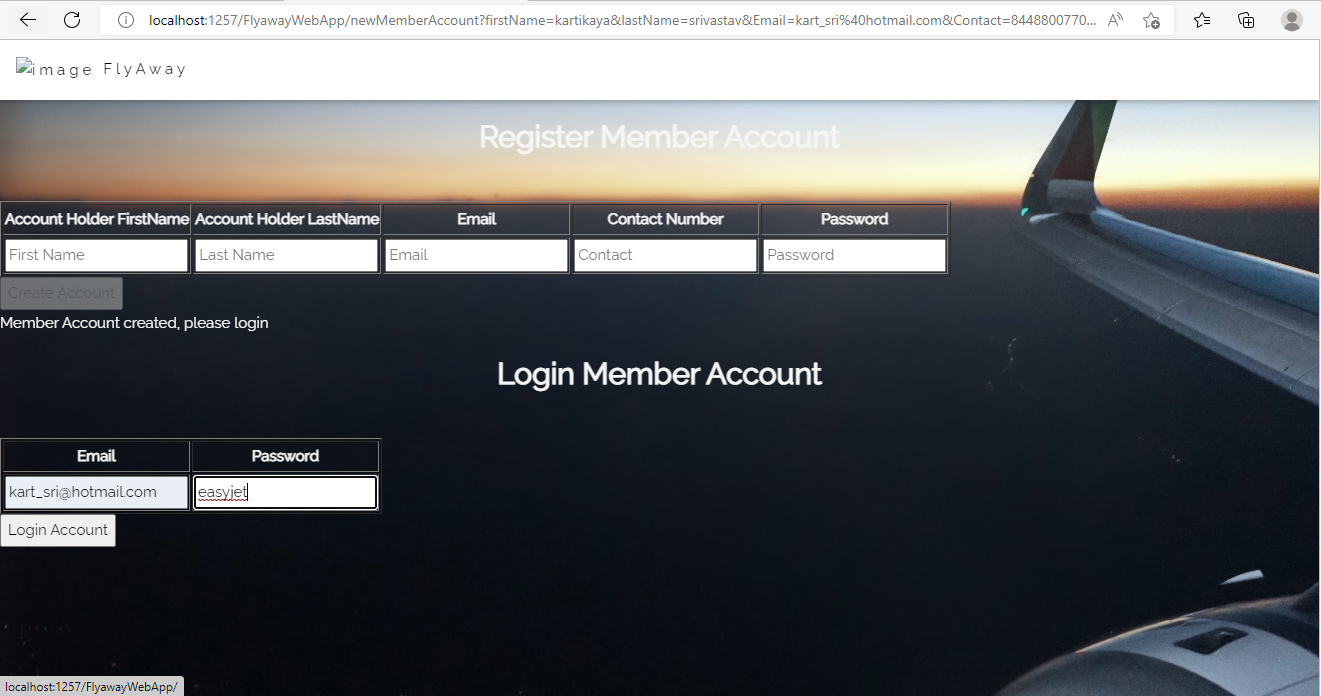 localhost:1257/FlyawayWebApp/newMemberAccount?firstName=kartikaya&lastName=srivastav&Email=kart_sri%40hotmail.com&Contact=8448800770...
image FlyAway
Register Member Account
Account Holder FirstName Account Holder LastName Email Contact Number Password
First Name Last Name Email Contact Password
Create Account
Member Account created, please login
Login Member Account
Email Password
kart_sri@hotmail.com easyjet
Login Account
localhost:1257/FlyawayWebApp/